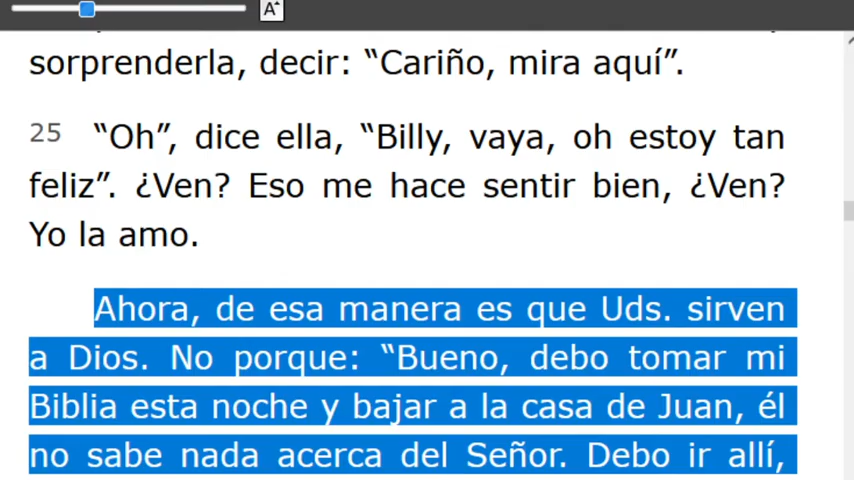 A
sorprenderla, decir: “Cariño, mira aquí”.
25 “Oh”, dice ella, “Billy, vaya, oh estoy tan
feliz”. ¿Ven? Eso me hace sentir bien, ¿Ven?
Yo la amo.
Ahora, de esa manera es que Uds. sirven
a Dios. No porque: “Bueno, debo tomar mi
Biblia esta noche y bajar a la casa de Juan, él
no sabe nada acerca del Señor. Debo ir allí,